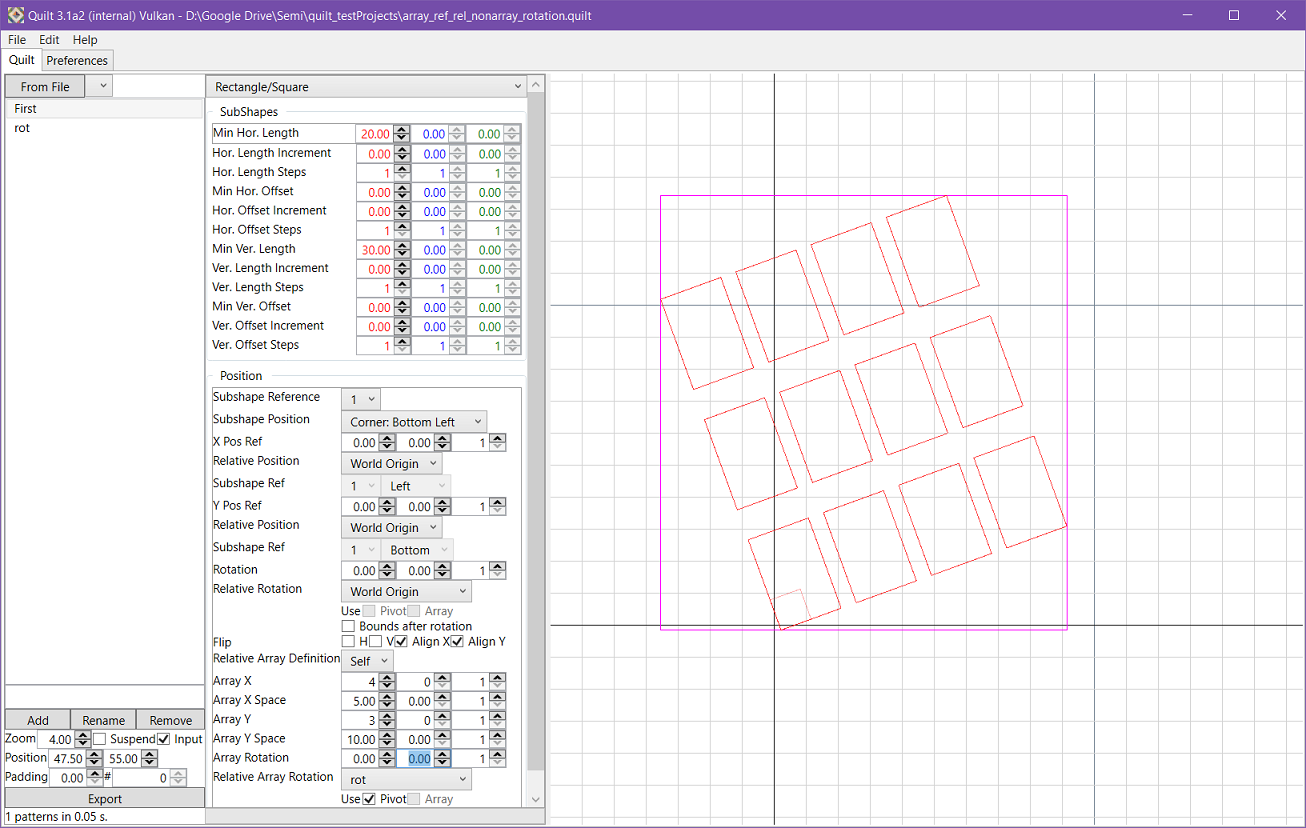 Quilt 3.1a2 (internal) Vulkan - D:\Google Drive\Semi\quilt_testProjects\array_ref_rel_nonarray_rotation.quilt
File Edit Help
Quilt Preferences
From File
First
rot
Add Rename Remove
Zoom 4.00 Suspend Input
Position 47.50 55.00
Padding 0.00 # 0
Export
1 patterns in 0.05 s.
Rectangle/Square
SubShapes
Min Hor. Length 20.00 0.00 0.00
Hor. Length Increment 0.00 0.00 0.00
Hor. Length Steps 1 1 1
Min Hor. Offset 0.00 0.00 0.00
Hor. Offset Increment 0.00 0.00 0.00
Hor. Offset Steps 1 1 1
Min Ver. Length 30.00 0.00 0.00
Ver. Length Increment 0.00 0.00 0.00
Ver. Length Steps 1 1 1
Min Ver. Offset 0.00 0.00 0.00
Ver. Offset Increment 0.00 0.00 0.00
Ver. Offset Steps 1 1 1
Position
Subshape Reference 1
Subshape Position Corner: Bottom Left
X Pos Ref 0.00 0.00 1
Relative Position World Origin
Subshape Ref 1 Left
Y Pos Ref 0.00 0.00 1
Relative Position World Origin
Subshape Ref 1 Bottom
Rotation 0.00 0.00 1
Relative Rotation World Origin
Use Pivot Array
Bounds after rotation
Flip H V Align X Align Y
Relative Array Definition Self
Array X 4 0 1
Array X Space 5.00 0.00 1
Array Y 3 0 1
Array Y Space 10.00 0.00 1
Array Rotation 0.00 0.00 1
Relative Array Rotation rot
Use Pivot Array